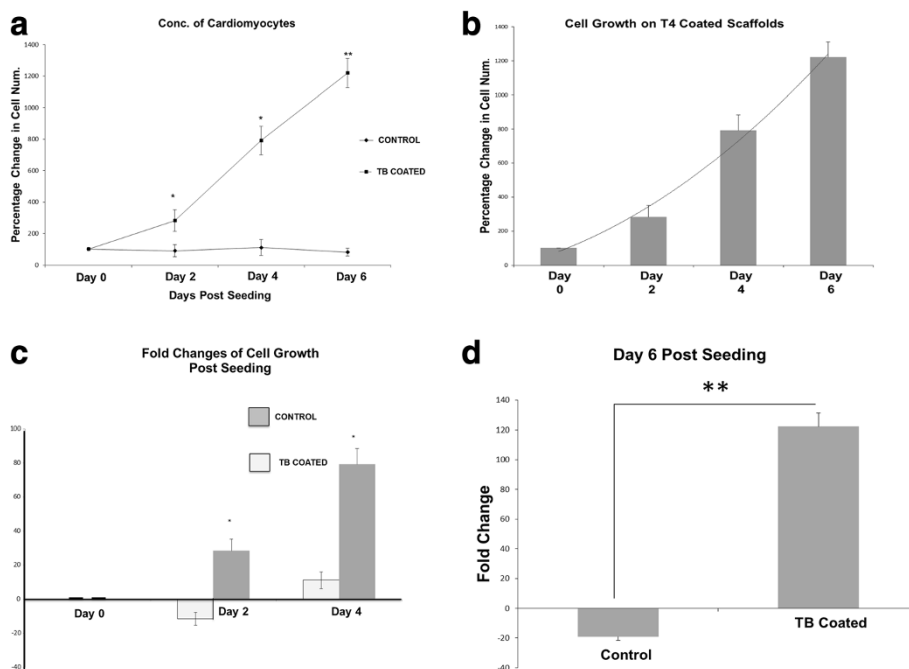 a
Conc. of Cardiomyocytes
Percentage Change in Cell Num.
1400
1200
1000
800
600
400
200
0
*
*
**
CONTROL
TB COATED
Day 0 Day 2 Day 4 Day 6
Days Post Seeding
b
Cell Growth on T4 Coated Scaffolds
Percentage Change in Cell Num.
1400
1200
1000
800
600
400
200
0
Day Day Day Day
0 2 4 6
c
Fold Changes of Cell Growth
Post Seeding
CONTROL
TB COATED
100
80
60
40
20
0
-20
-40
*
*
Day 0 Day 2 Day 4
d
Day 6 Post Seeding
**
Fold Change
140
120
100
80
60
40
20
0
-20
-40
Control
TB Coated